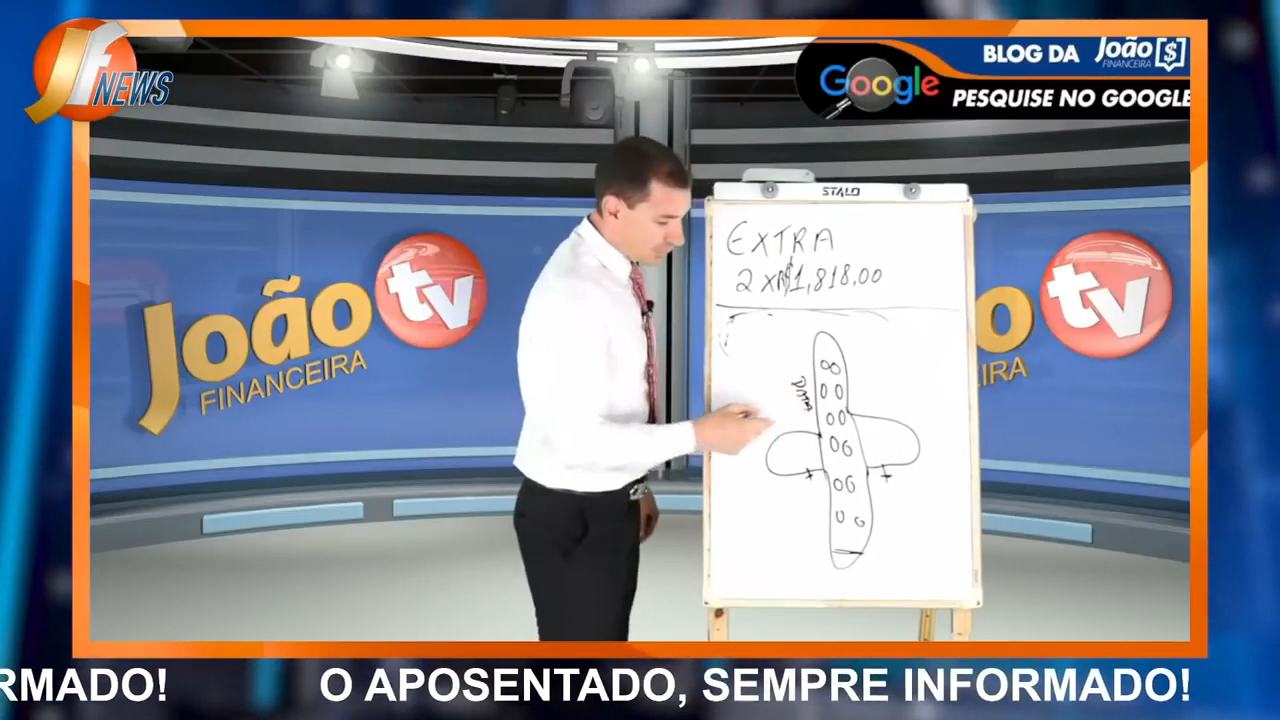 Jf NEWS
BLOG DA João FINANCEIRA $
Google
PESQUISE NO GOOGLE
STALO
EXTRA
2 X R$1,818,00
João tv
FINANCEIRA
tv
O
IRA
RMADO! O APOSENTADO, SEMPRE INFORMADO!